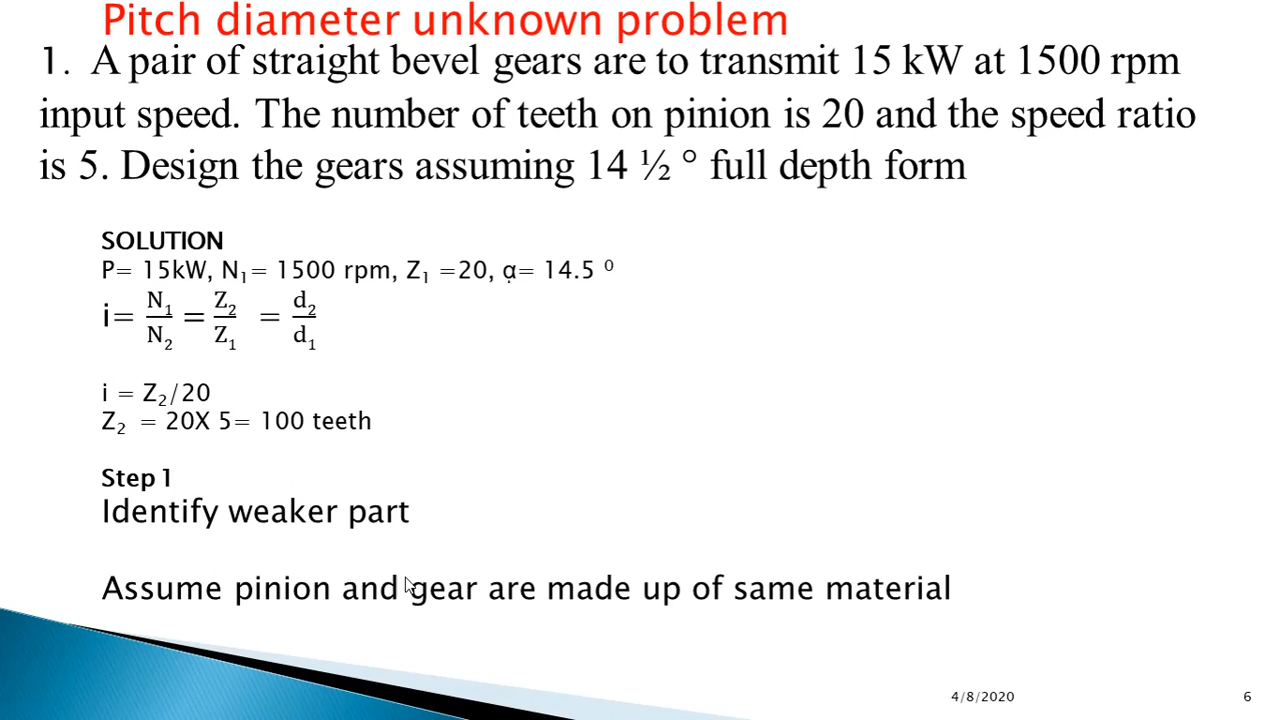 Pitch diameter unknown problem
1. A pair of straight bevel gears are to transmit 15 kW at 1500 rpm
input speed. The number of teeth on pinion is 20 and the speed ratio
is 5. Design the gears assuming 14 ½ ° full depth form
SOLUTION
P= 15kW, N₁= 1500 rpm, Z₁ =20, α= 14.5 ⁰
i= N₁/N₂ = Z₂/Z₁ = d₂/d₁
i = Z₂/20
Z₂ = 20X 5= 100 teeth
Step 1
Identify weaker part
Assume pinion and gear are made up of same material
4/8/2020 6